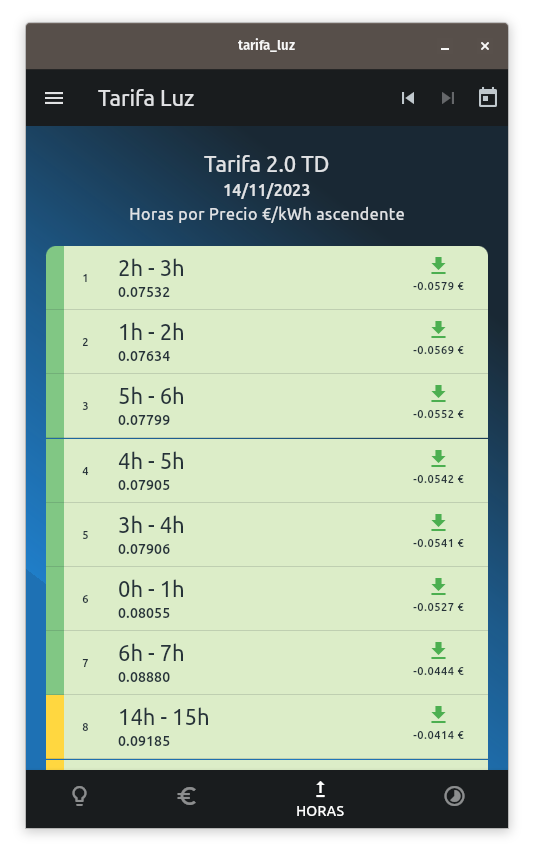 tarifa_luz
Tarifa Luz
Tarifa 2.0 TD
14/11/2023
Horas por Precio €/kWh ascendente
1
2h - 3h
0.07532
-0.0579 €
2
1h - 2h
0.07634
-0.0569 €
3
5h - 6h
0.07799
-0.0552 €
4
4h - 5h
0.07905
-0.0542 €
5
3h - 4h
0.07906
-0.0541 €
6
0h - 1h
0.08055
-0.0527 €
7
6h - 7h
0.08880
-0.0444 €
8
14h - 15h
0.09185
-0.0414 €
HORAS